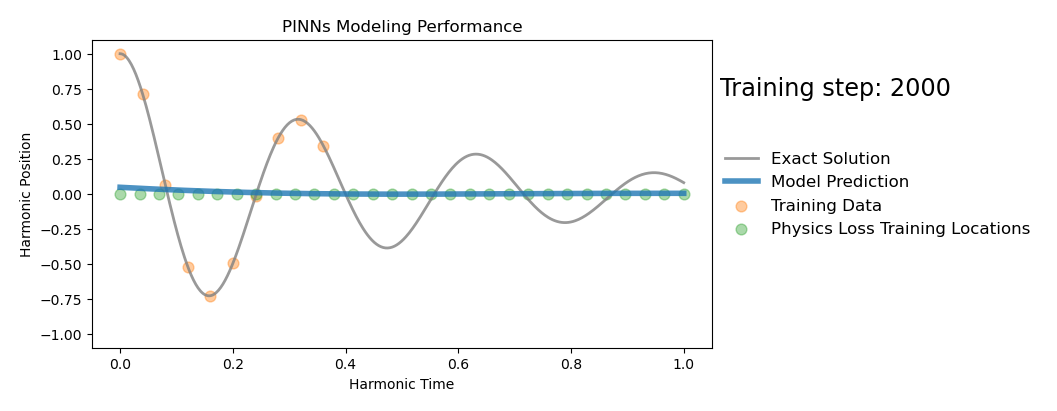 PINNs Modeling Performance
Training step: 2000
1.00
0.75
0.50
0.25
0.00
−0.25
−0.50
−0.75
−1.00
Harmonic Position
0.0
0.2
0.4
0.6
0.8
1.0
Harmonic Time
Exact Solution
Model Prediction
Training Data
Physics Loss Training Locations